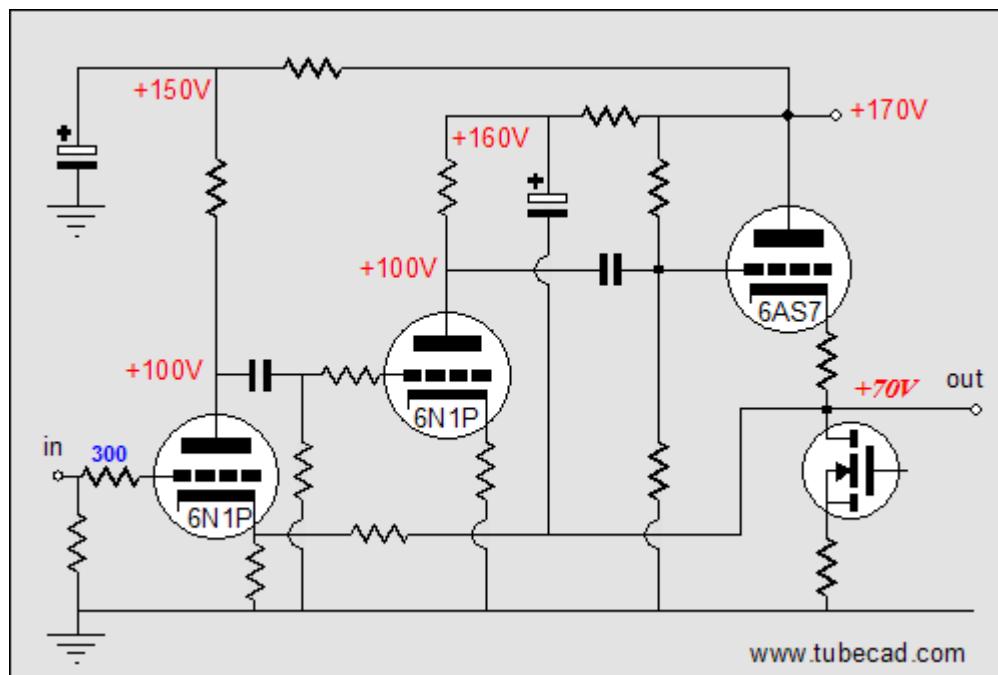 +150V
+170V
+160V
+100V
6AS7
+100V
6N1P
+70V
out
in
300
6N1P
www.tubecad.com